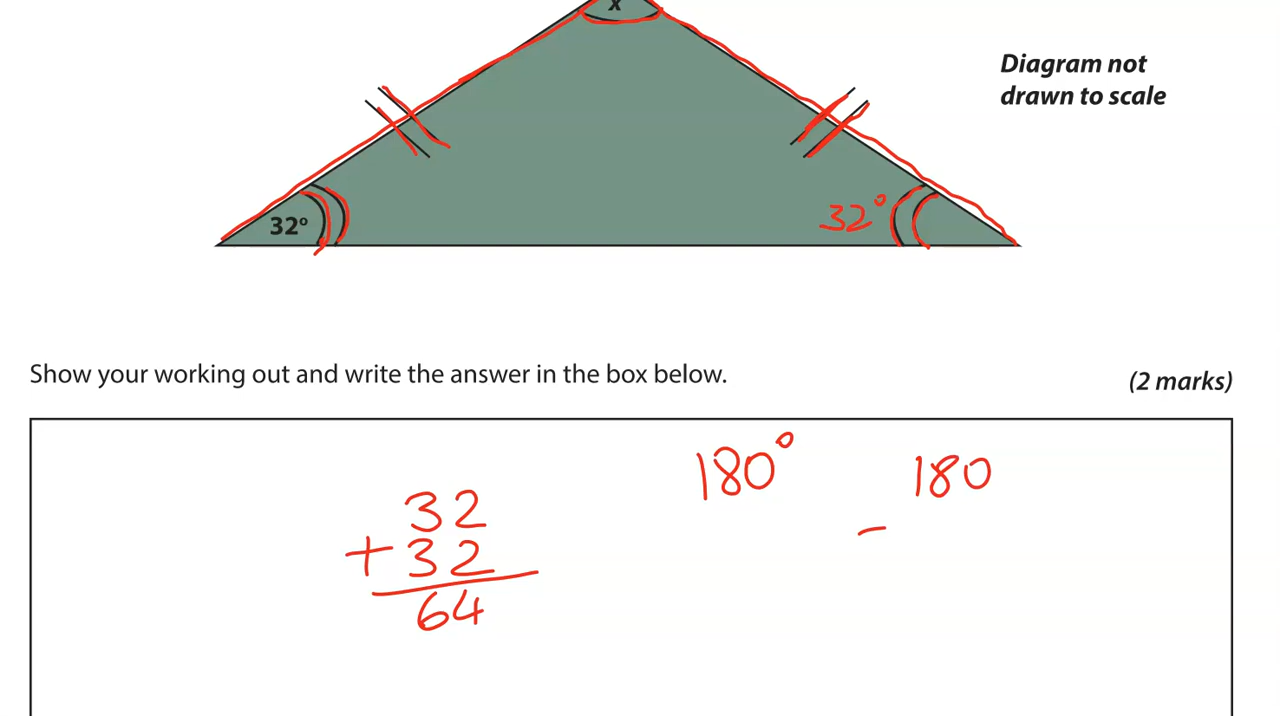 x
Diagram not
drawn to scale
32° 32°
Show your working out and write the answer in the box below. (2 marks)
180° 180
32
−
+ 32
64